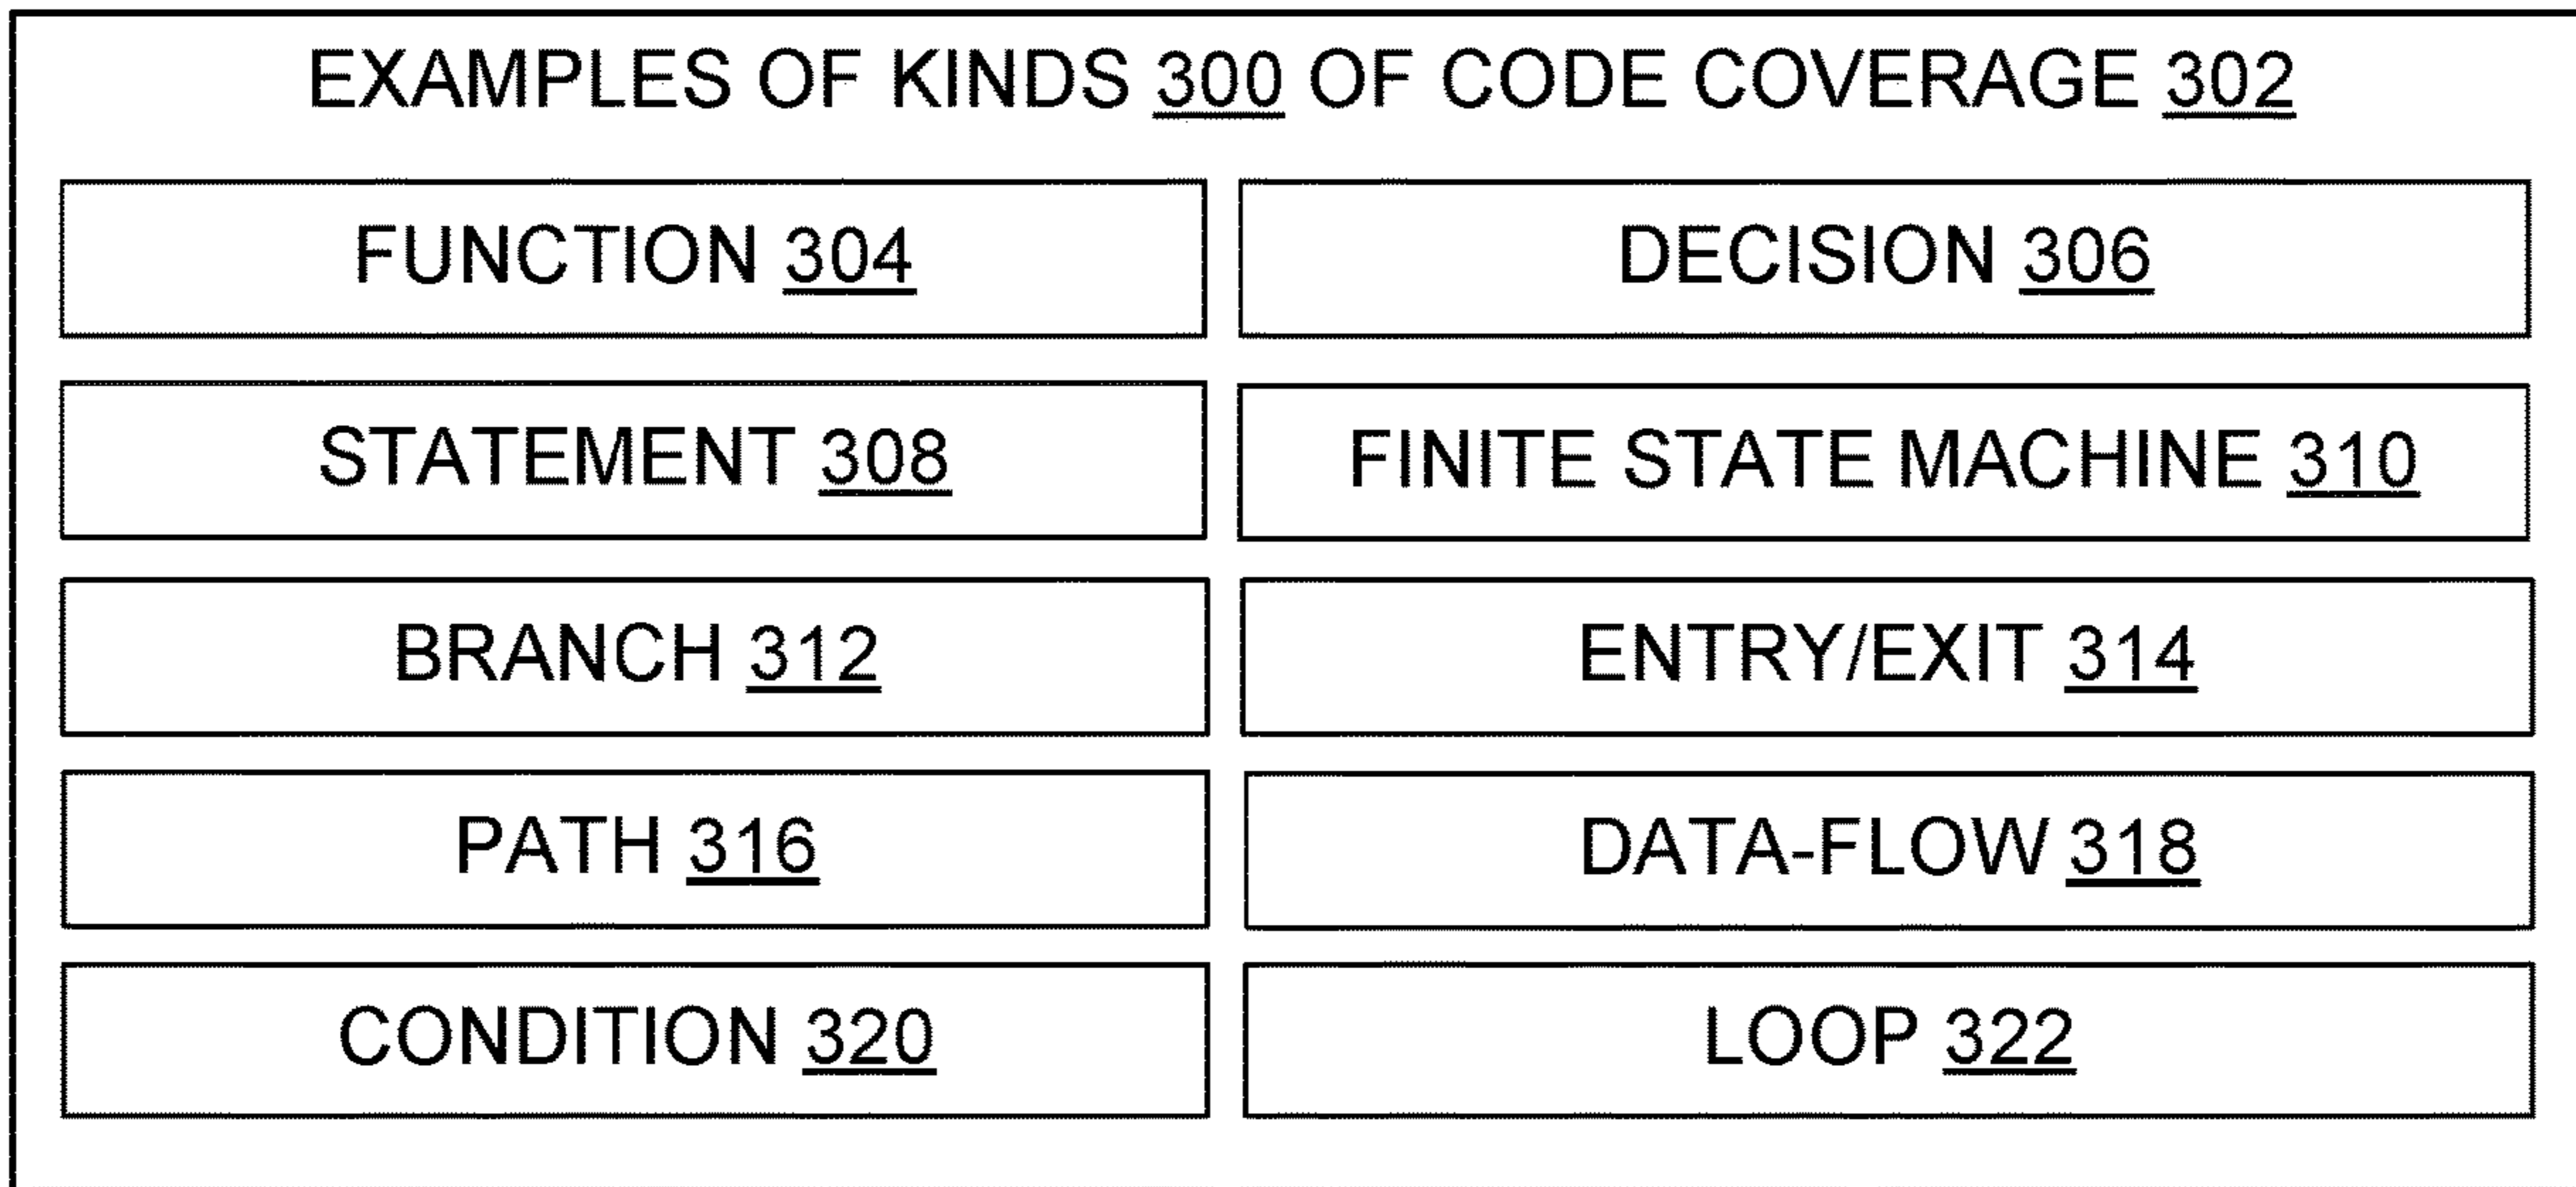 EXAMPLES OF KINDS 300 OF CODE COVERAGE 302
FUNCTION 304
DECISION 306
STATEMENT 308
FINITE STATE MACHINE 310
BRANCH 312
ENTRY/EXIT 314
PATH 316
DATA-FLOW 318
CONDITION 320
LOOP 322